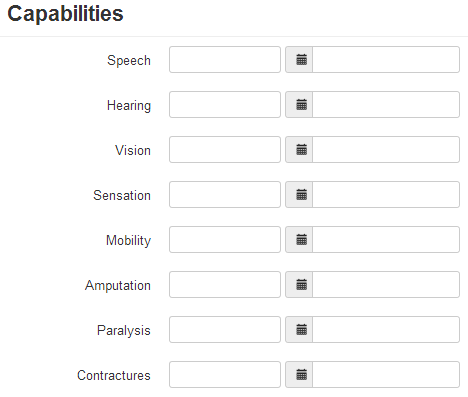 Capabilities
Speech
Hearing
Vision
Sensation
Mobility
Amputation
Paralysis
Contractures